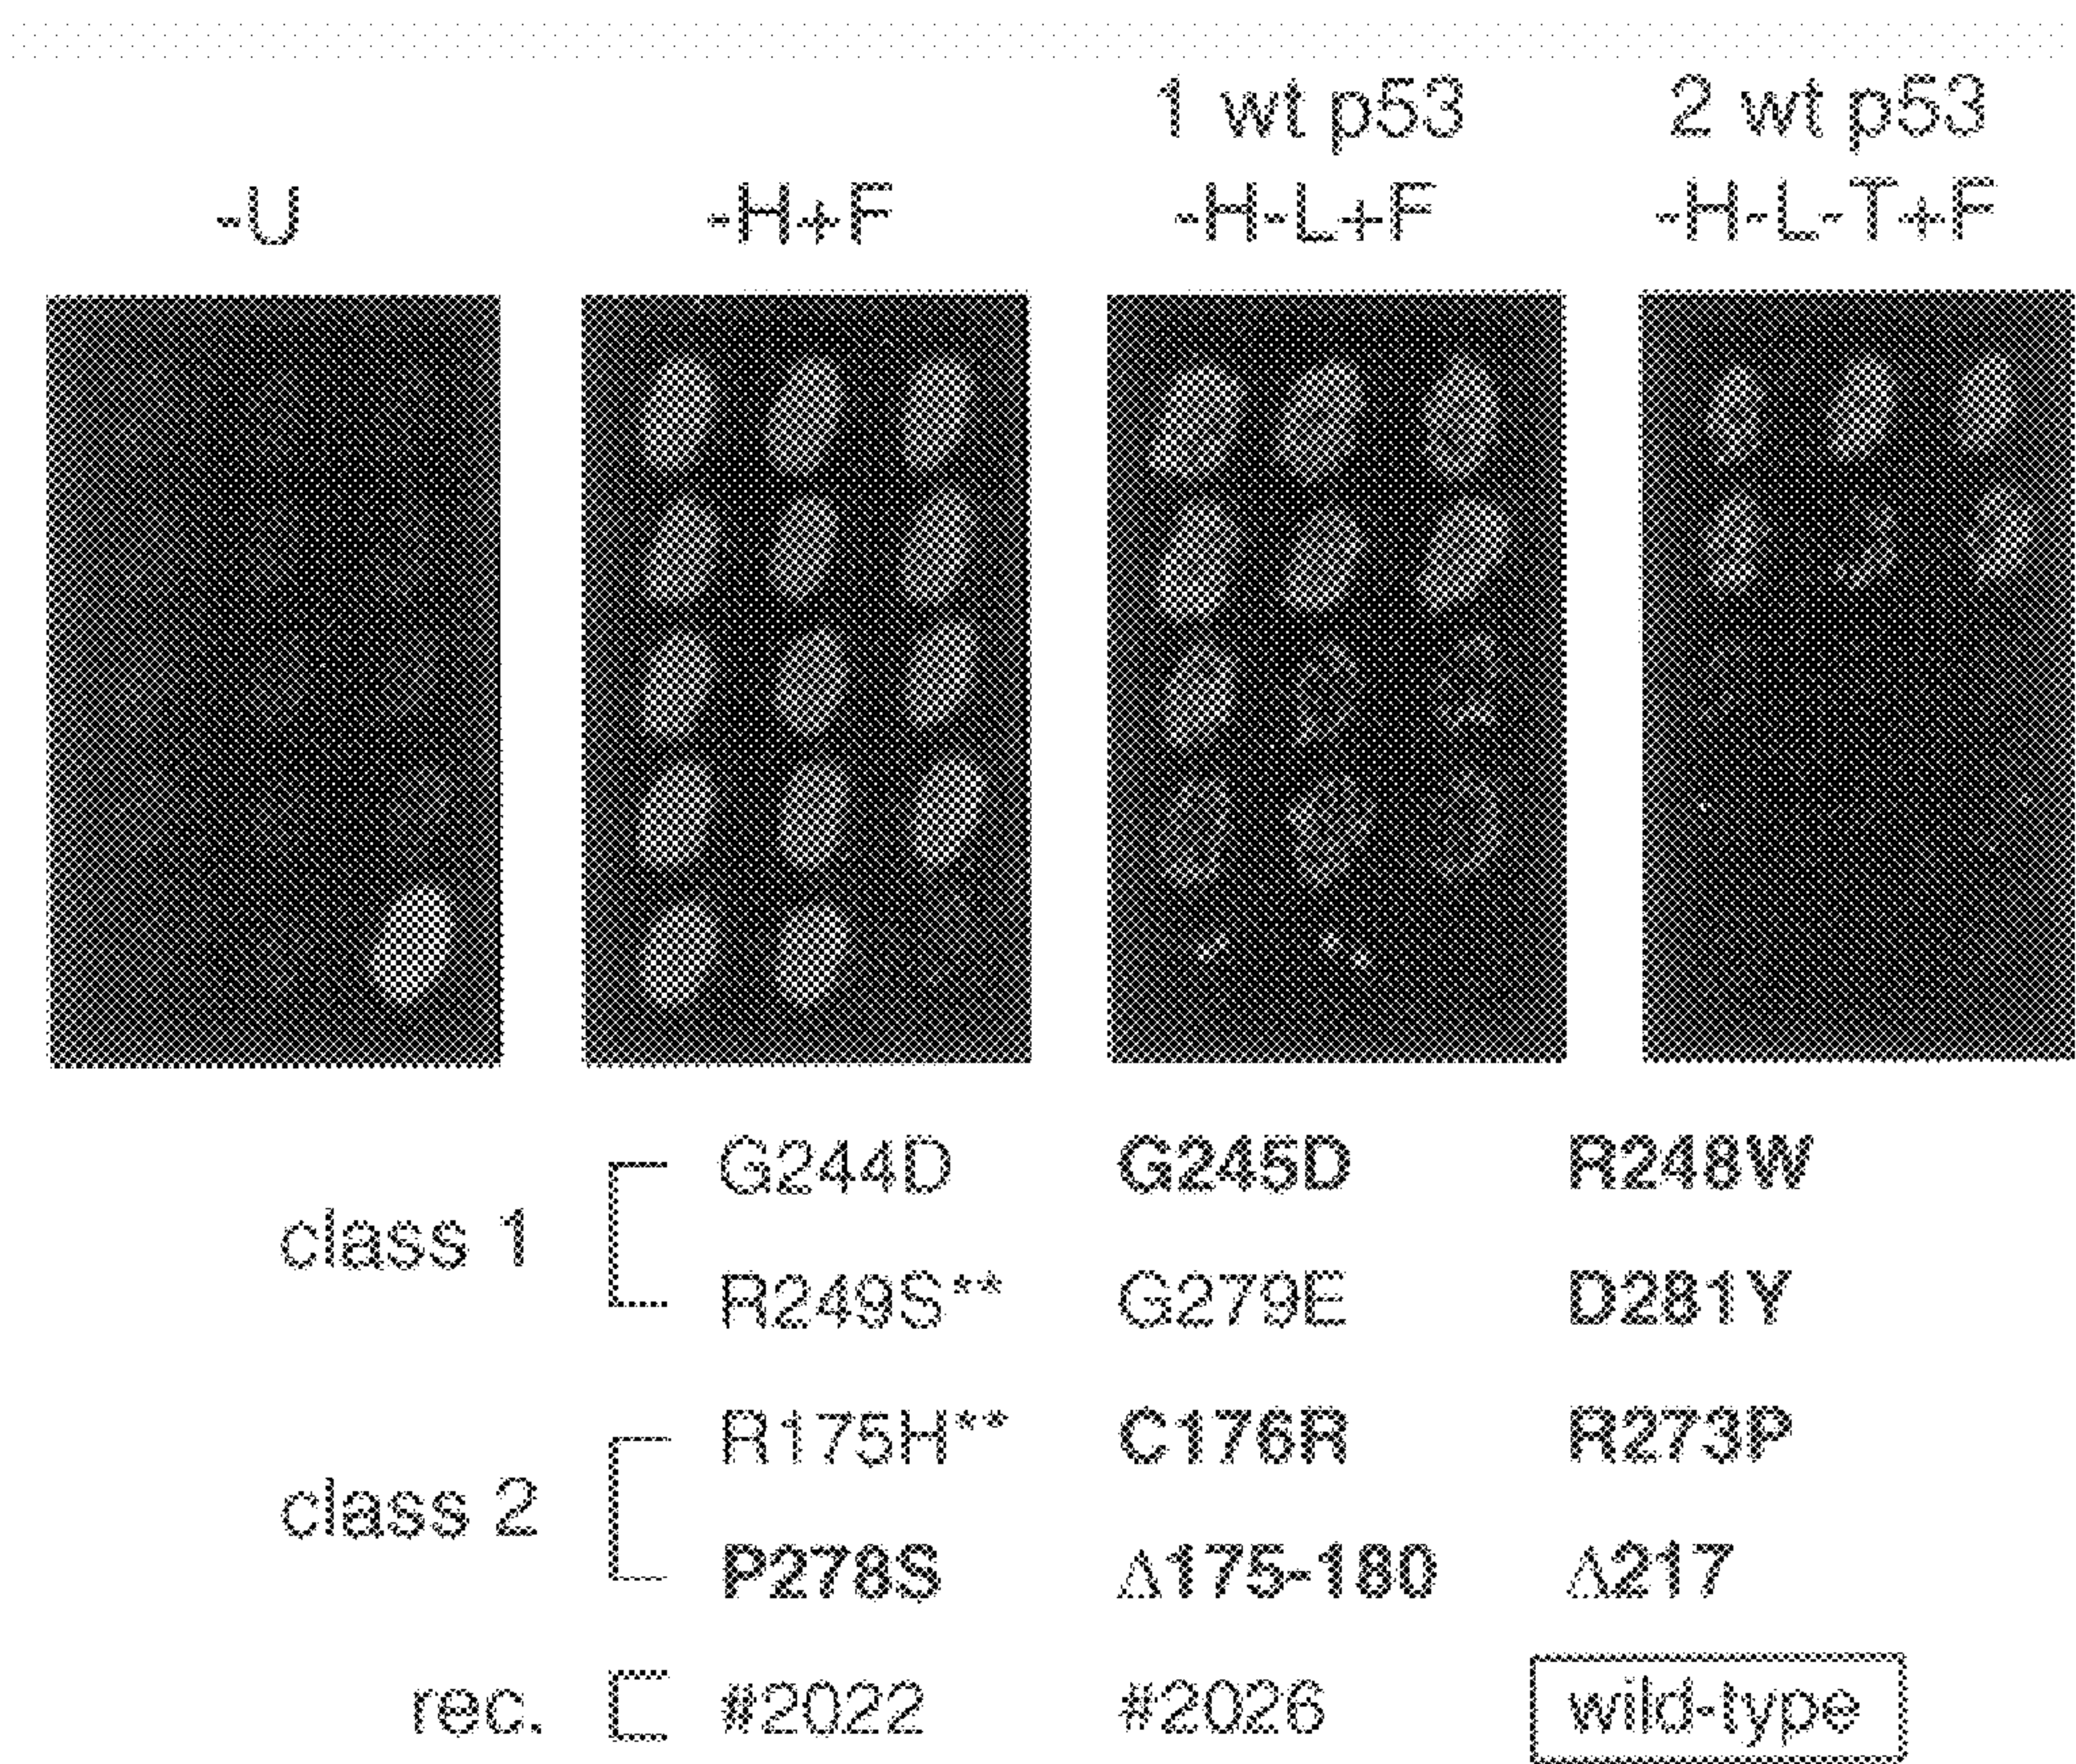 1 wt p53 2 wt p53
-U -H+F -H-L+F -H-L-T+F
G244D G245D R248W
class 1
R249S** G279E D281Y
R175H** C176R R273P
class 2
P278S Δ175-180 Δ217
rec. #2022 #2026 wild-type